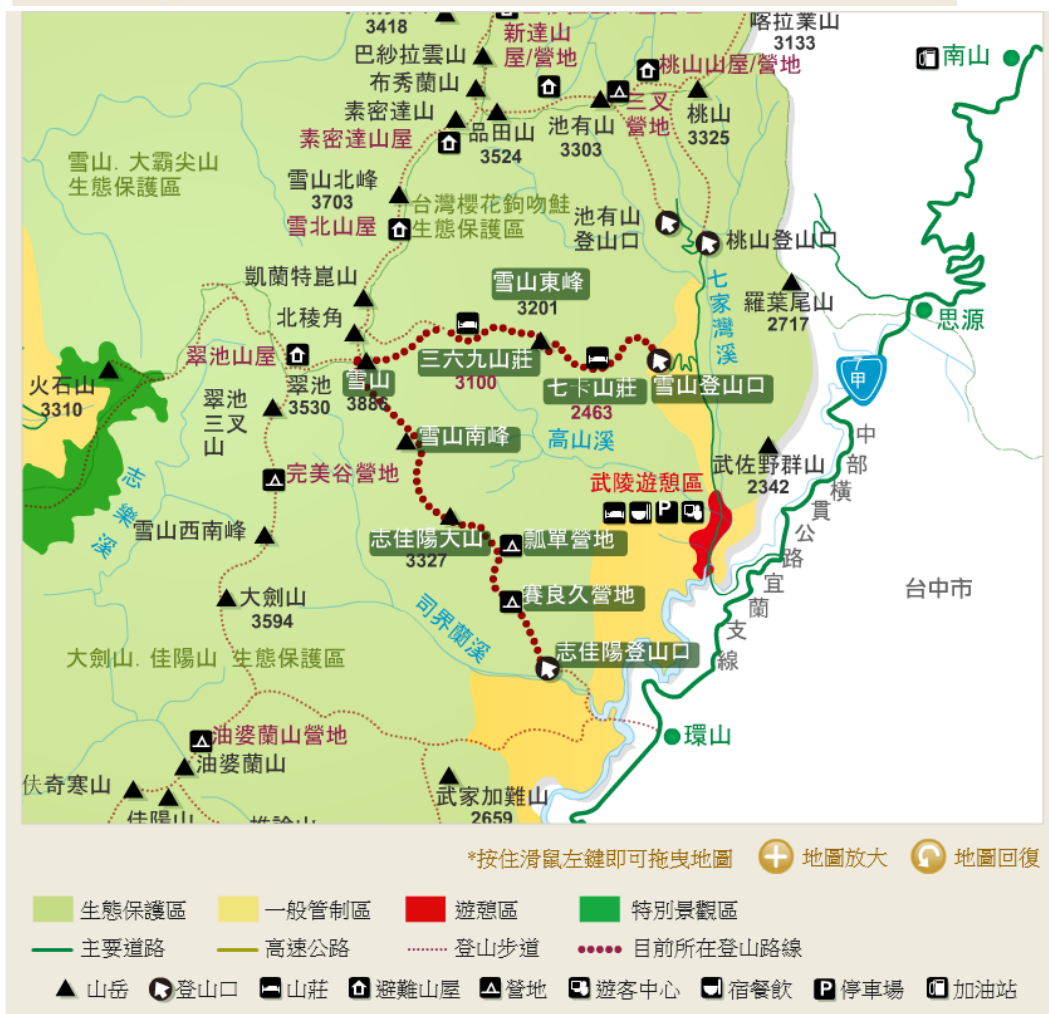 3418
喀拉業山
3133
新達山
屋/營地
巴紗拉雲山
布秀蘭山
桃山山屋/營地
南山
素密達山
素密達山屋
品田山
3524
池有山
3303
三叉
營地
桃山
3325
雪山. 大霸尖山
生態保護區
雪山北峰
3703
台灣櫻花鉤吻鮭
生態保護區
雪北山屋
池有山
登山口
桃山登山口
凱蘭特崑山
雪山東峰
3201
七家灣溪
羅葉尾山
2717
思源
北稜角
翠池山屋
三六九山莊
3100
七卡山莊
2463
雪山登山口
7
甲
火石山
3310
翠池
3530
雪山
3886
翠池
三叉
山
雪山南峰
高山溪
武佐野群山
2342
中部橫貫公路宜蘭支線
志樂溪
完美谷營地
武陵遊憩區
雪山西南峰
志佳陽大山
3327
瓢單營地
大劍山
3594
賽良久營地
台中市
司界蘭溪
大劍山. 佳陽山 生態保護區
志佳陽登山口
油婆蘭山營地
環山
油婆蘭山
伕奇寒山
佳陽山
武家加難山
2659
*按住滑鼠左鍵即可拖曳地圖
地圖放大
地圖回復
生態保護區
一般管制區
遊憩區
特別景觀區
主要道路
高速公路
登山步道
目前所在登山路線
山岳
登山口
山莊
避難山屋
營地
遊客中心
宿餐飲
P
停車場
加油站